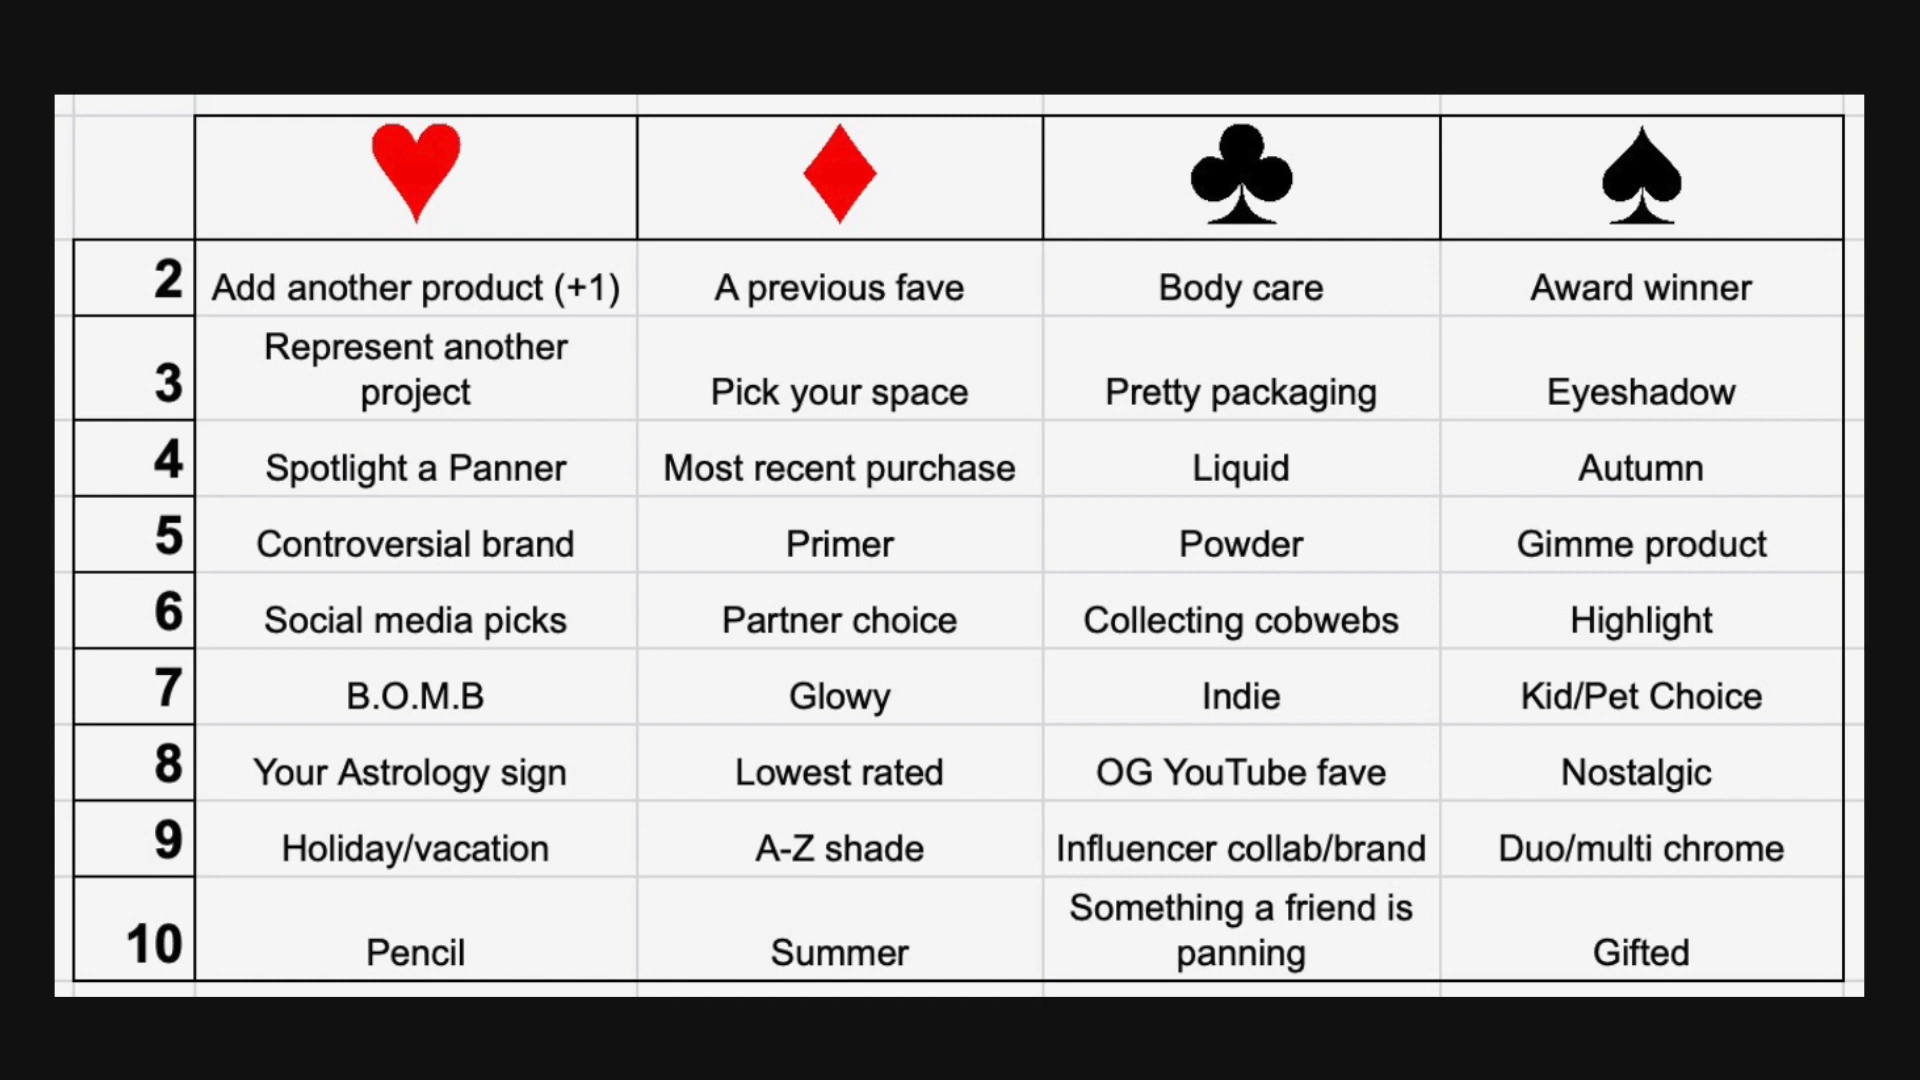 2 Add another product (+1) A previous fave Body care Award winner
Represent another
3 project Pick your space Pretty packaging Eyeshadow
4 Spotlight a Panner Most recent purchase Liquid Autumn
5 Controversial brand Primer Powder Gimme product
6 Social media picks Partner choice Collecting cobwebs Highlight
7 B.O.M.B Glowy Indie Kid/Pet Choice
8 Your Astrology sign Lowest rated OG YouTube fave Nostalgic
9 Holiday/vacation A-Z shade Influencer collab/brand Duo/multi chrome
Something a friend is
10 Pencil Summer panning Gifted